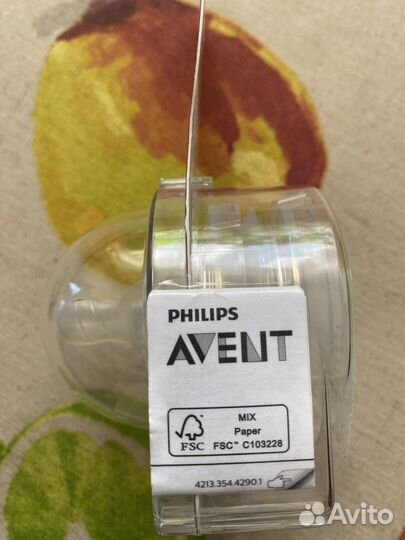 PHILIPS
AVENT
MIX
Paper
FSC™ C103228
FSC
4213.354.4290.1
Avito